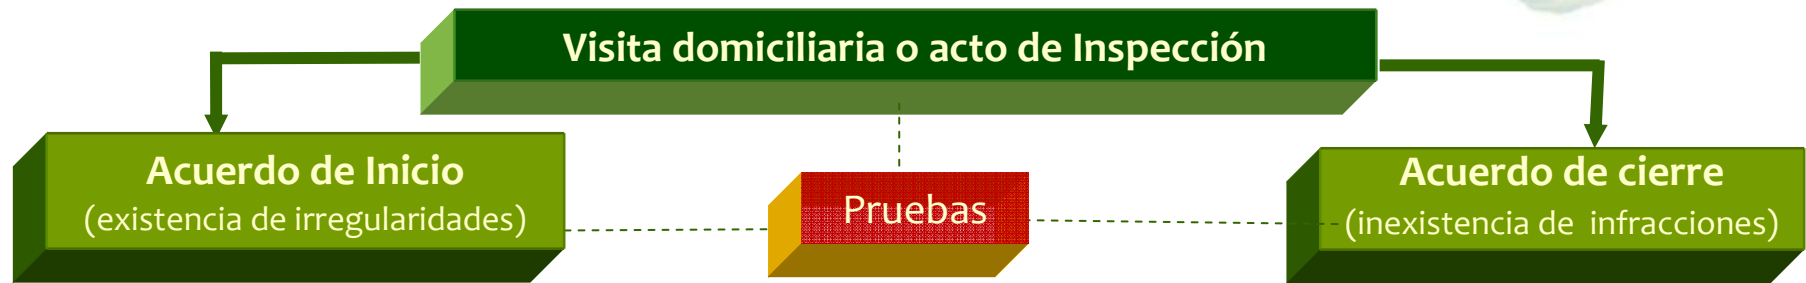 Visita domiciliaria o acto de Inspección
Acuerdo de Inicio
(existencia de irregularidades)
Pruebas
Acuerdo de cierre
(inexistencia de infracciones)